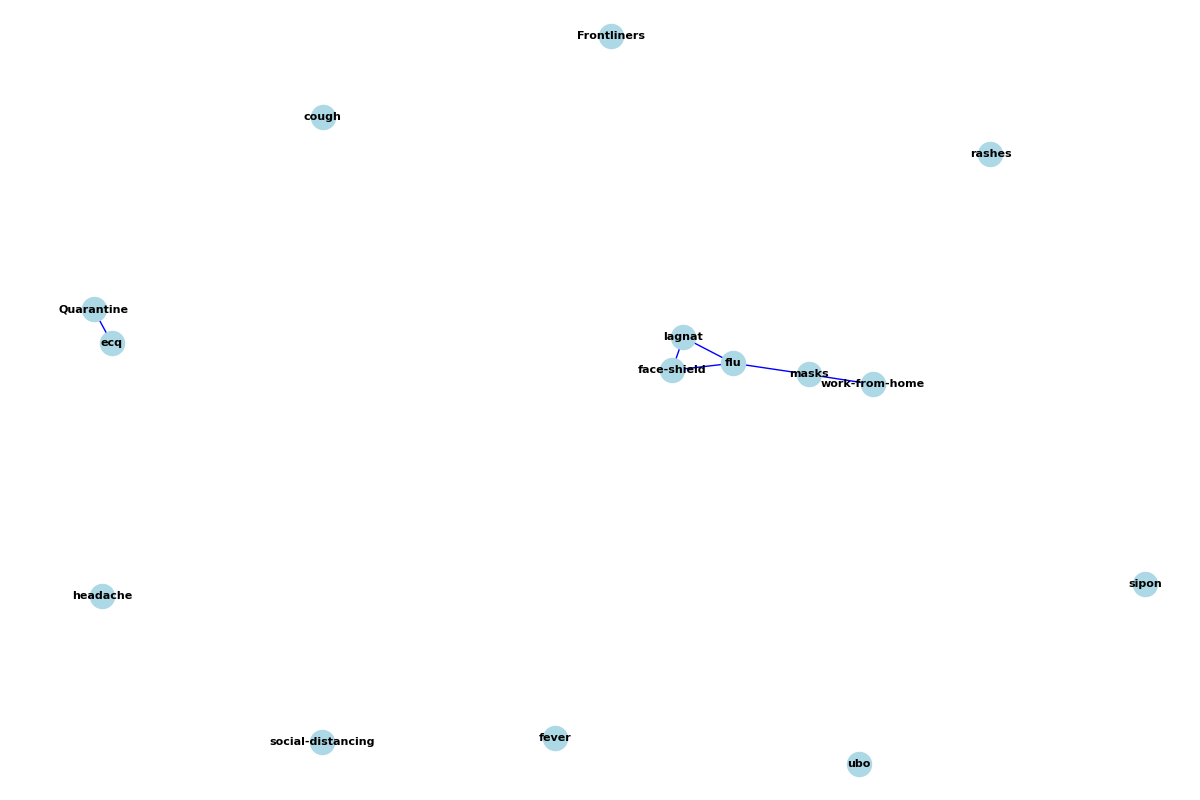 Frontliners
cough
rashes
Quarantine
ecq
lagnat
flu
face-shield
masks
work-from-home
sipon
headache
social-distancing
fever
ubo